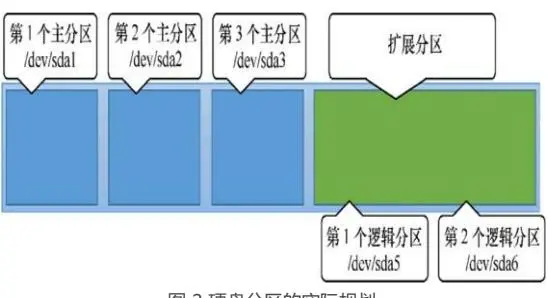 第1个主分区
/dev/sda1
第2个主分区
/dev/sda2
第3个主分区
/dev/sda3
扩展分区
第1个逻辑分区
/dev/sda5
第2个逻辑分区
/dev/sda6
图 2 硬盘分区的实际规划